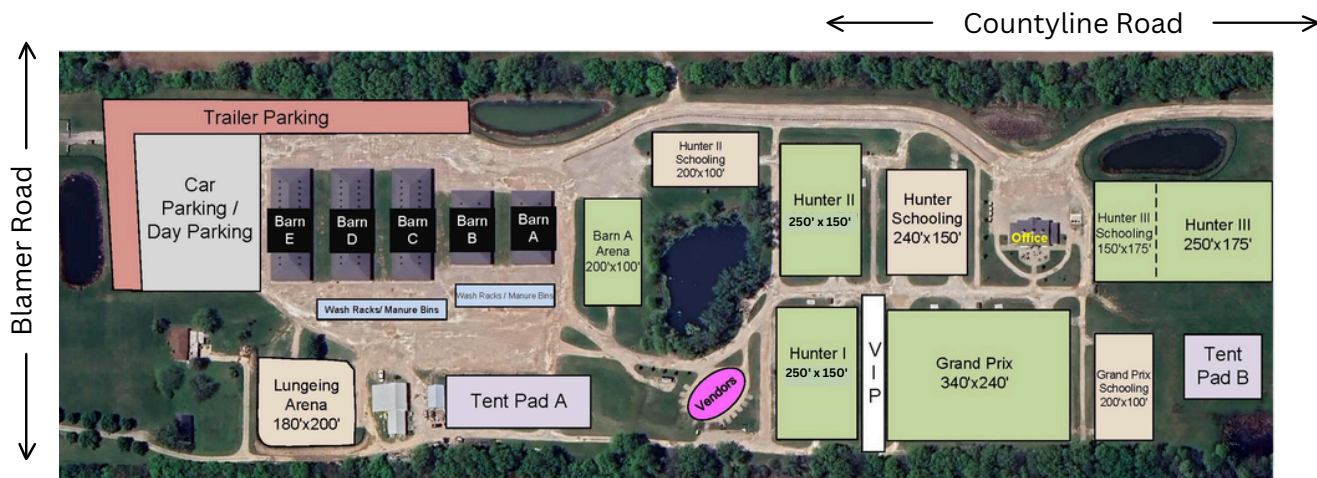 Countyline Road
Blamer Road
Trailer Parking
Car
Parking /
Day Parking
Barn
E
Barn
D
Barn
C
Barn
B
Barn
A
Wash Racks/ Manure Bins
Wash Racks / Manure Bins
Barn A
Arena
200'x100'
Hunter II
Schooling
200'x100'
Hunter II
250' x 150'
Hunter
Schooling
240'x150'
Office
Hunter III
Schooling
150'x175'
Hunter III
250'x175'
Lungeing
Arena
180'x200'
Tent Pad A
Vendors
Hunter I
250' x 150'
V
I
P
Grand Prix
340'x240'
Grand Prix
Schooling
200'x100'
Tent
Pad B